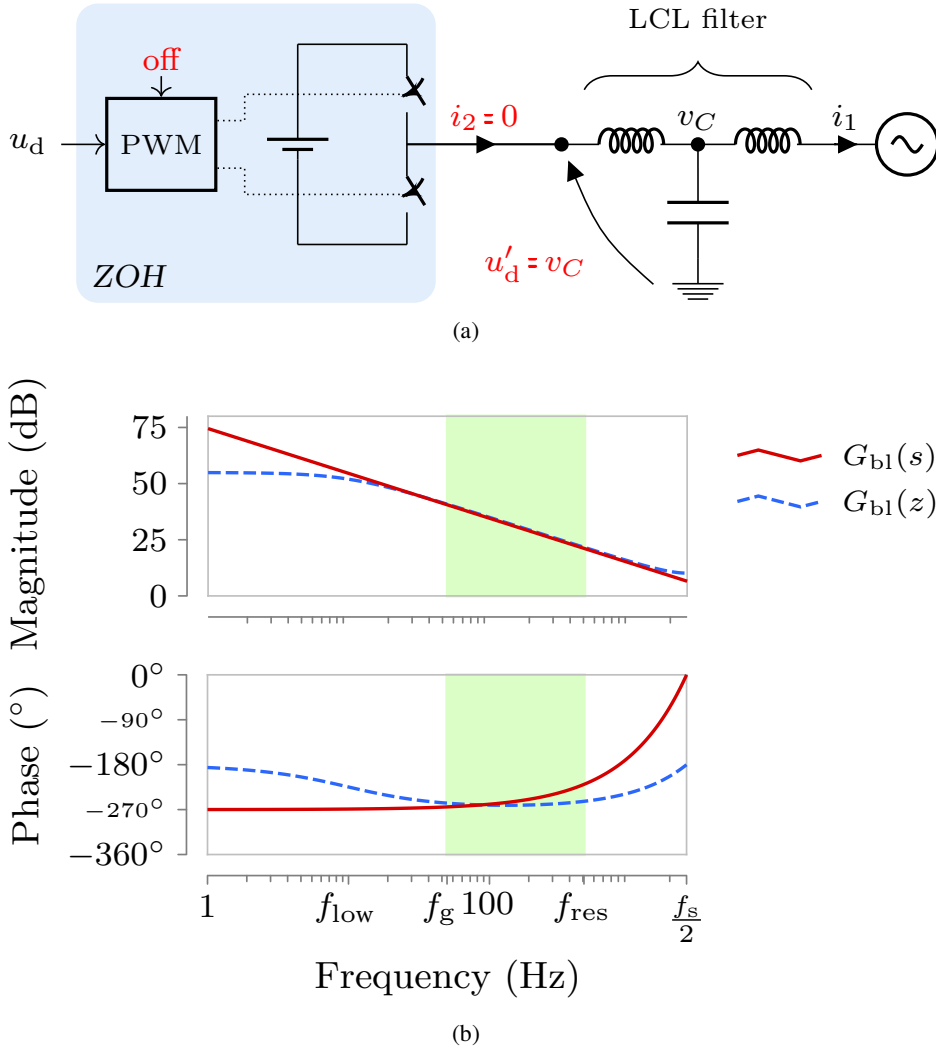 LCL filter
off
u_d
PWM
i_2 = 0
v_C
i_1
u'_d = v_C
ZOH
(a)
Magnitude (dB)
75
50
25
0
G_bl(s)
G_bl(z)
Phase (°)
0°
−90°
−180°
−270°
−360°
1
f_low
f_g
100
f_res
f_s/2
Frequency (Hz)
(b)